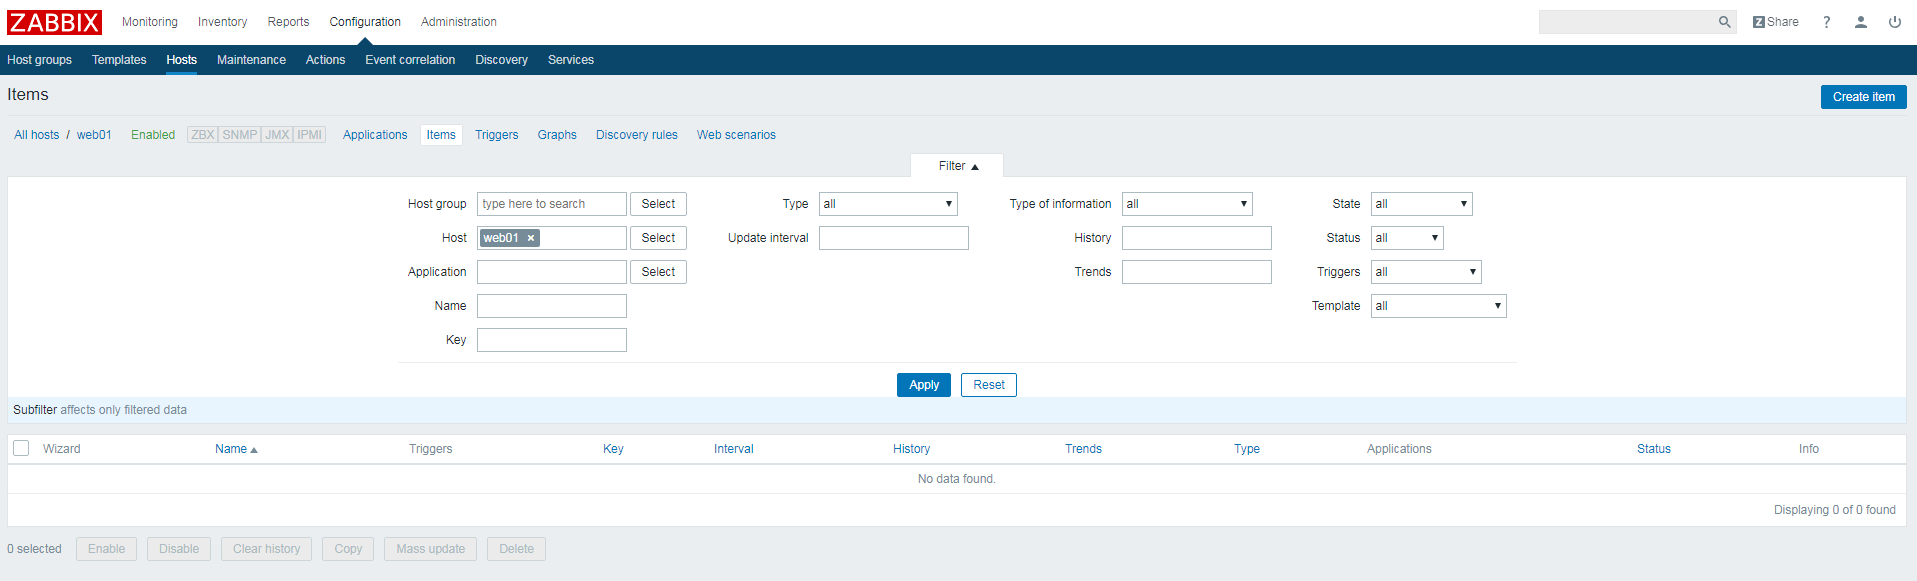 ZABBIX Monitoring Inventory Reports Configuration Administration Z Share ?
Host groups Templates Hosts Maintenance Actions Event correlation Discovery Services
Items Create item
All hosts / web01 Enabled ZBX SNMP JMX IPMI Applications Items Triggers Graphs Discovery rules Web scenarios
Filter ▲
Host group type here to search Select Type all Type of information all State all
Host web01 × Select Update interval History Status all
Application Select Trends Triggers all
Name Template all
Key
Apply Reset
Subfilter affects only filtered data
Wizard Name ▲ Triggers Key Interval History Trends Type Applications Status Info
No data found.
Displaying 0 of 0 found
0 selected Enable Disable Clear history Copy Mass update Delete